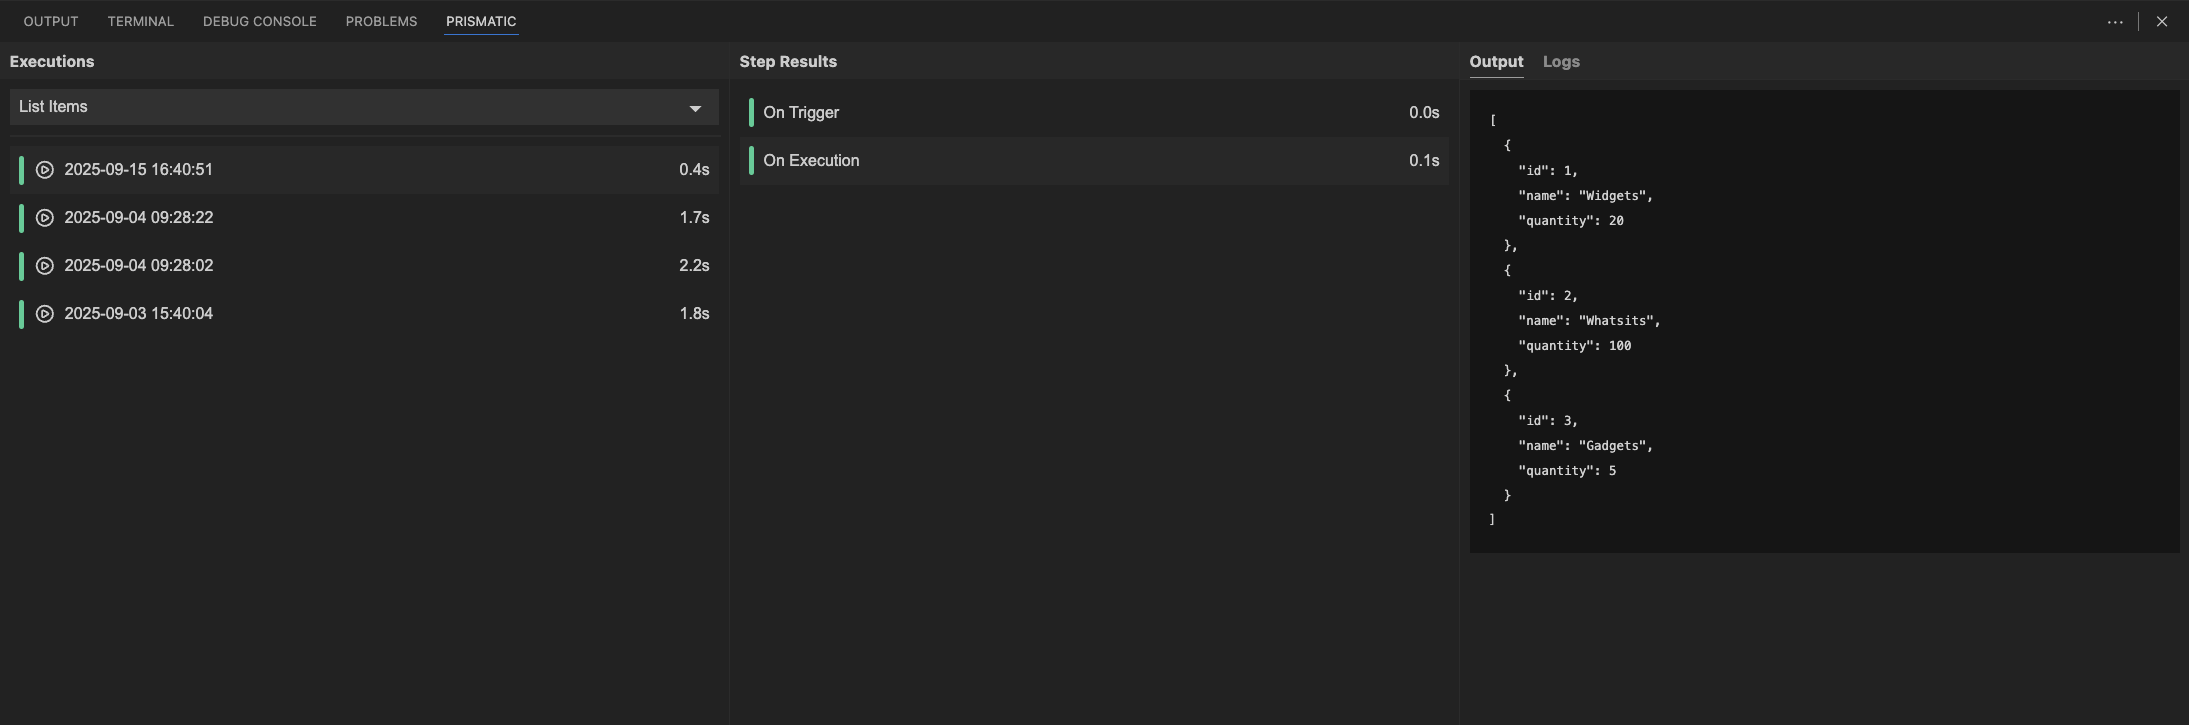 OUTPUT TERMINAL DEBUG CONSOLE PROBLEMS PRISMATIC
Executions
List Items
2025-09-15 16:40:51 0.4s
2025-09-04 09:28:22 1.7s
2025-09-04 09:28:02 2.2s
2025-09-03 15:40:04 1.8s
Step Results
On Trigger 0.0s
On Execution 0.1s
Output Logs
[
  {
    "id": 1,
    "name": "Widgets",
    "quantity": 20
  },
  {
    "id": 2,
    "name": "Whatsits",
    "quantity": 100
  },
  {
    "id": 3,
    "name": "Gadgets",
    "quantity": 5
  }
]